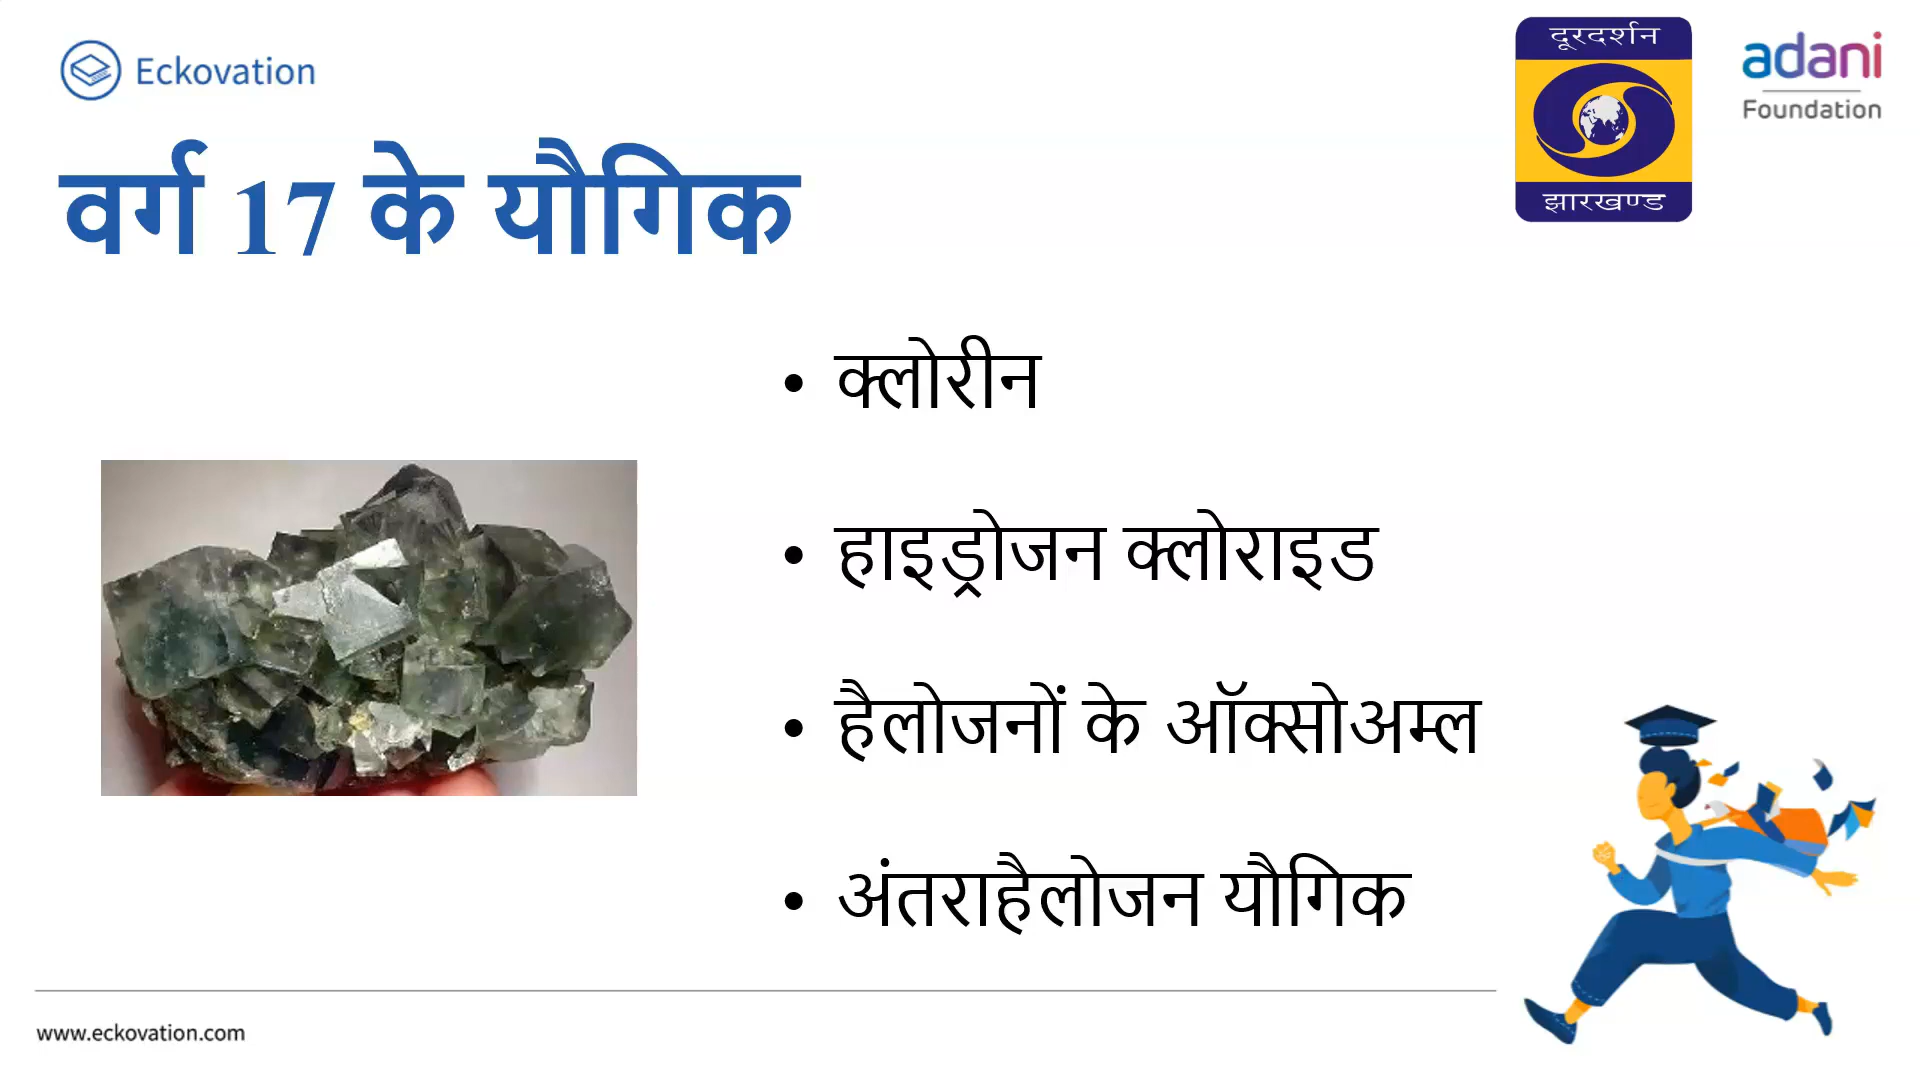 Eckovation
दूरदर्शन
झारखण्ड
adani
Foundation
वर्ग 17 के यौगिक
• क्लोरीन
• हाइड्रोजन क्लोराइड
• हैलोजनों के ऑक्सोअम्ल
• अंतराहैलोजन यौगिक
www.eckovation.com